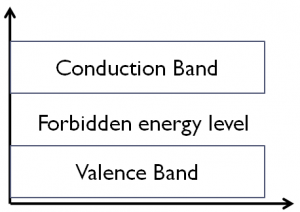 Conduction Band
Forbidden energy level
Valence Band